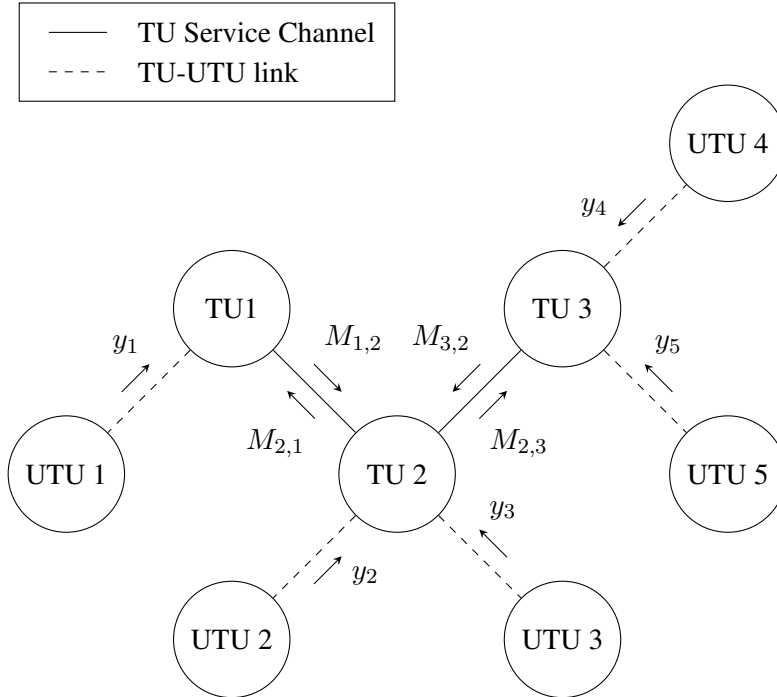 TU Service Channel
TU-UTU link
UTU 4
y4
TU1
TU 3
y1
M1,2
M3,2
y5
UTU 1
M2,1
TU 2
M2,3
UTU 5
y3
y2
UTU 2
UTU 3